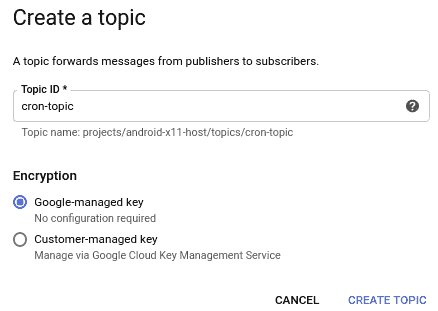 Create a topic
A topic forwards messages from publishers to subscribers.
Topic ID *
cron-topic
Topic name: projects/android-x11-host/topics/cron-topic
Encryption
Google-managed key
No configuration required
Customer-managed key
Manage via Google Cloud Key Management Service
CANCEL CREATE TOPIC